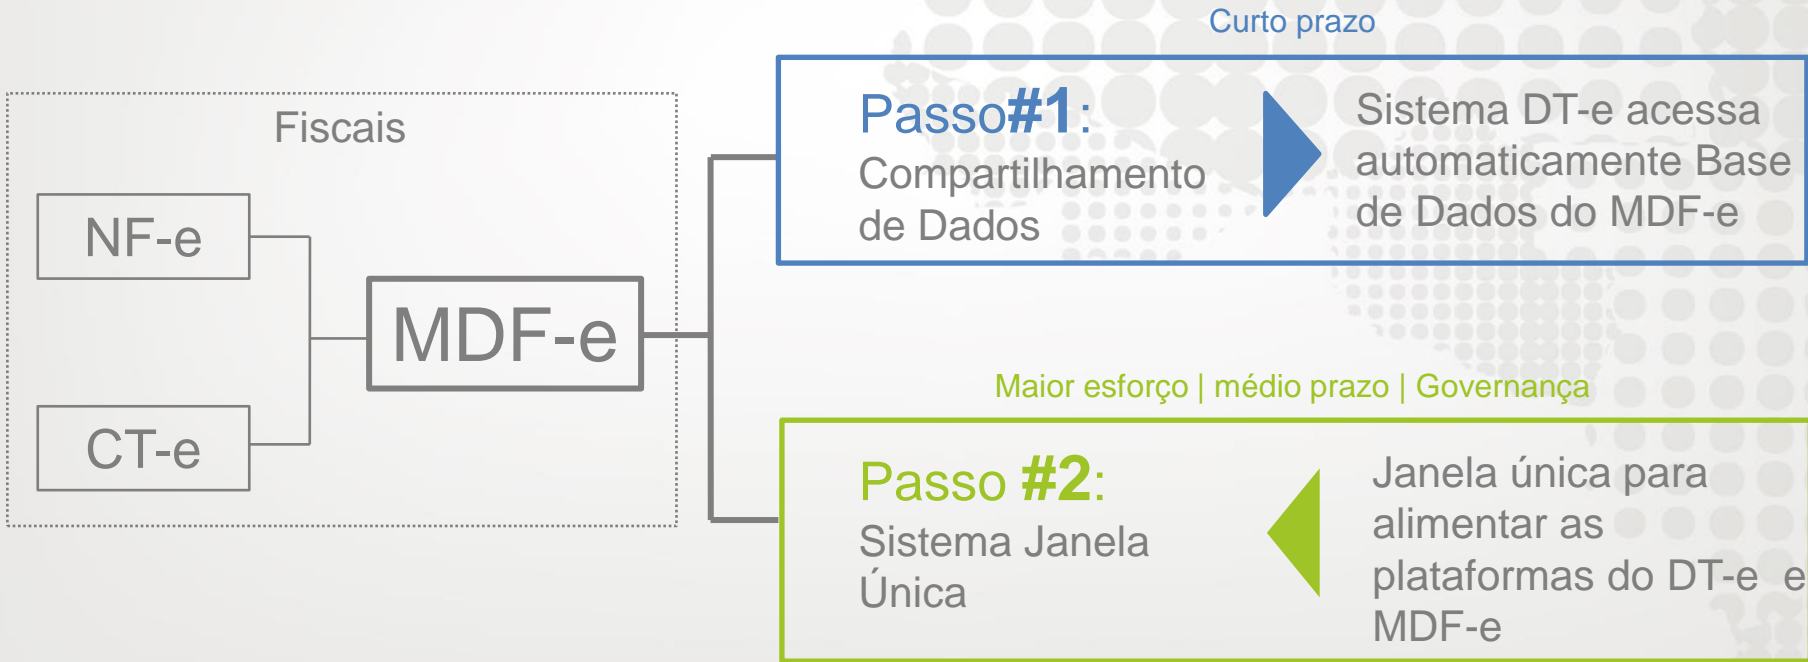 Fiscais
NF-e
CT-e
MDF-e
Curto prazo
Passo#1:
Compartilhamento
de Dados
Sistema DT-e acessa
automaticamente Base
de Dados do MDF-e
Maior esforço | médio prazo | Governança
Passo #2:
Sistema Janela
Única
Janela única para
alimentar as
plataformas do DT-e e
MDF-e